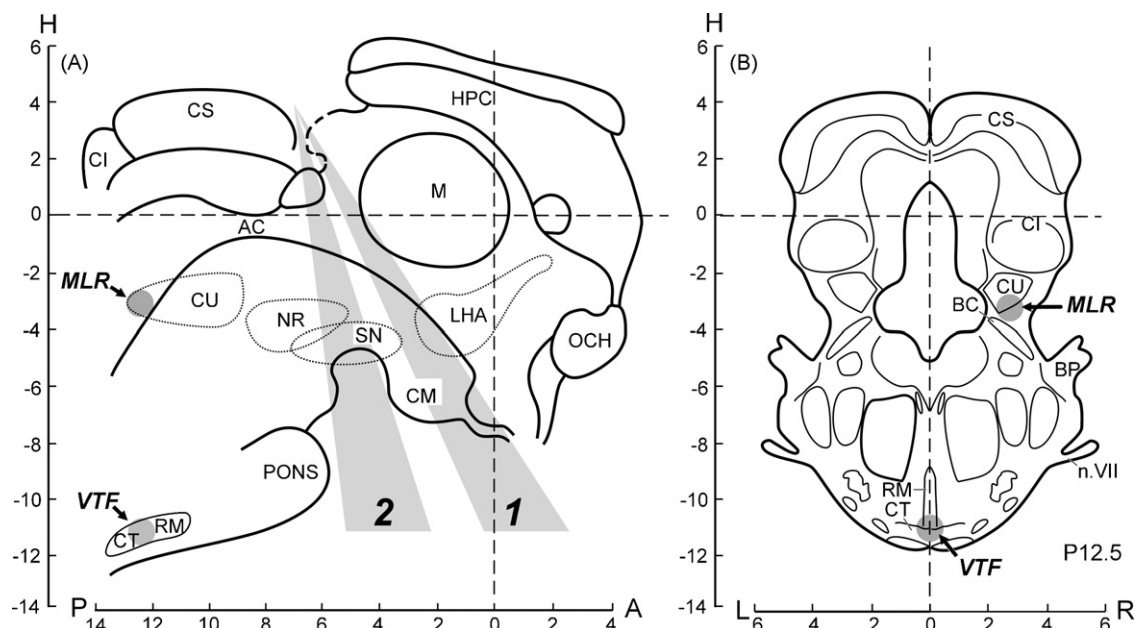 H
(A)
6
4
2
0
-2
-4
-6
-8
-10
-12
-14
CS
HPC
CI
M
AC
MLR
CU
NR
LHA
SN
OCH
CM
PONS
VTF
RM
CT
2
1
P
A
14 12 10 8 6 4 2 0 2 4
H
(B)
6
4
2
0
-2
-4
-6
-8
-10
-12
-14
CS
CI
CU
BC
MLR
BP
n.VII
RM
CT
P12.5
VTF
L
R
6 4 2 0 2 4 6